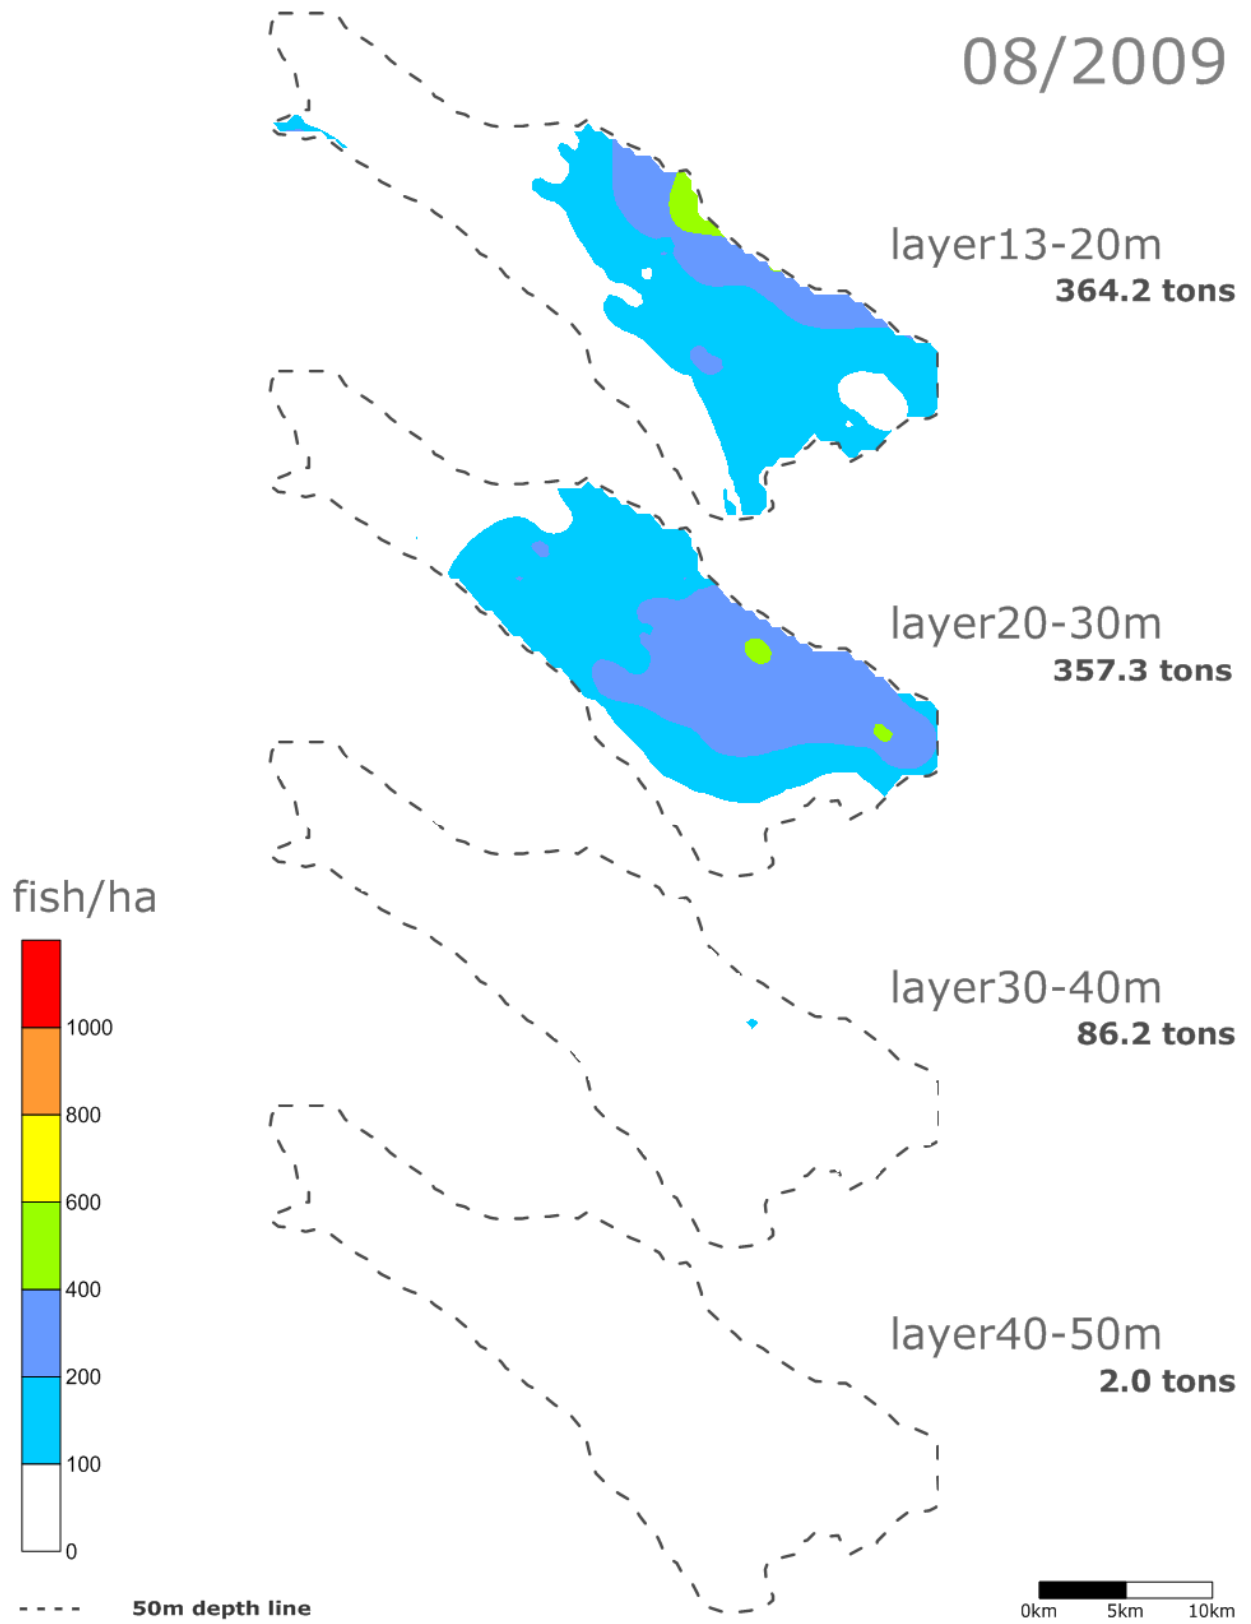 08/2009
layer13-20m
364.2 tons
layer20-30m
357.3 tons
fish/ha
layer30-40m
86.2 tons
1000
800
600
400
200
100
0
layer40-50m
2.0 tons
50m depth line
0km 5km 10km